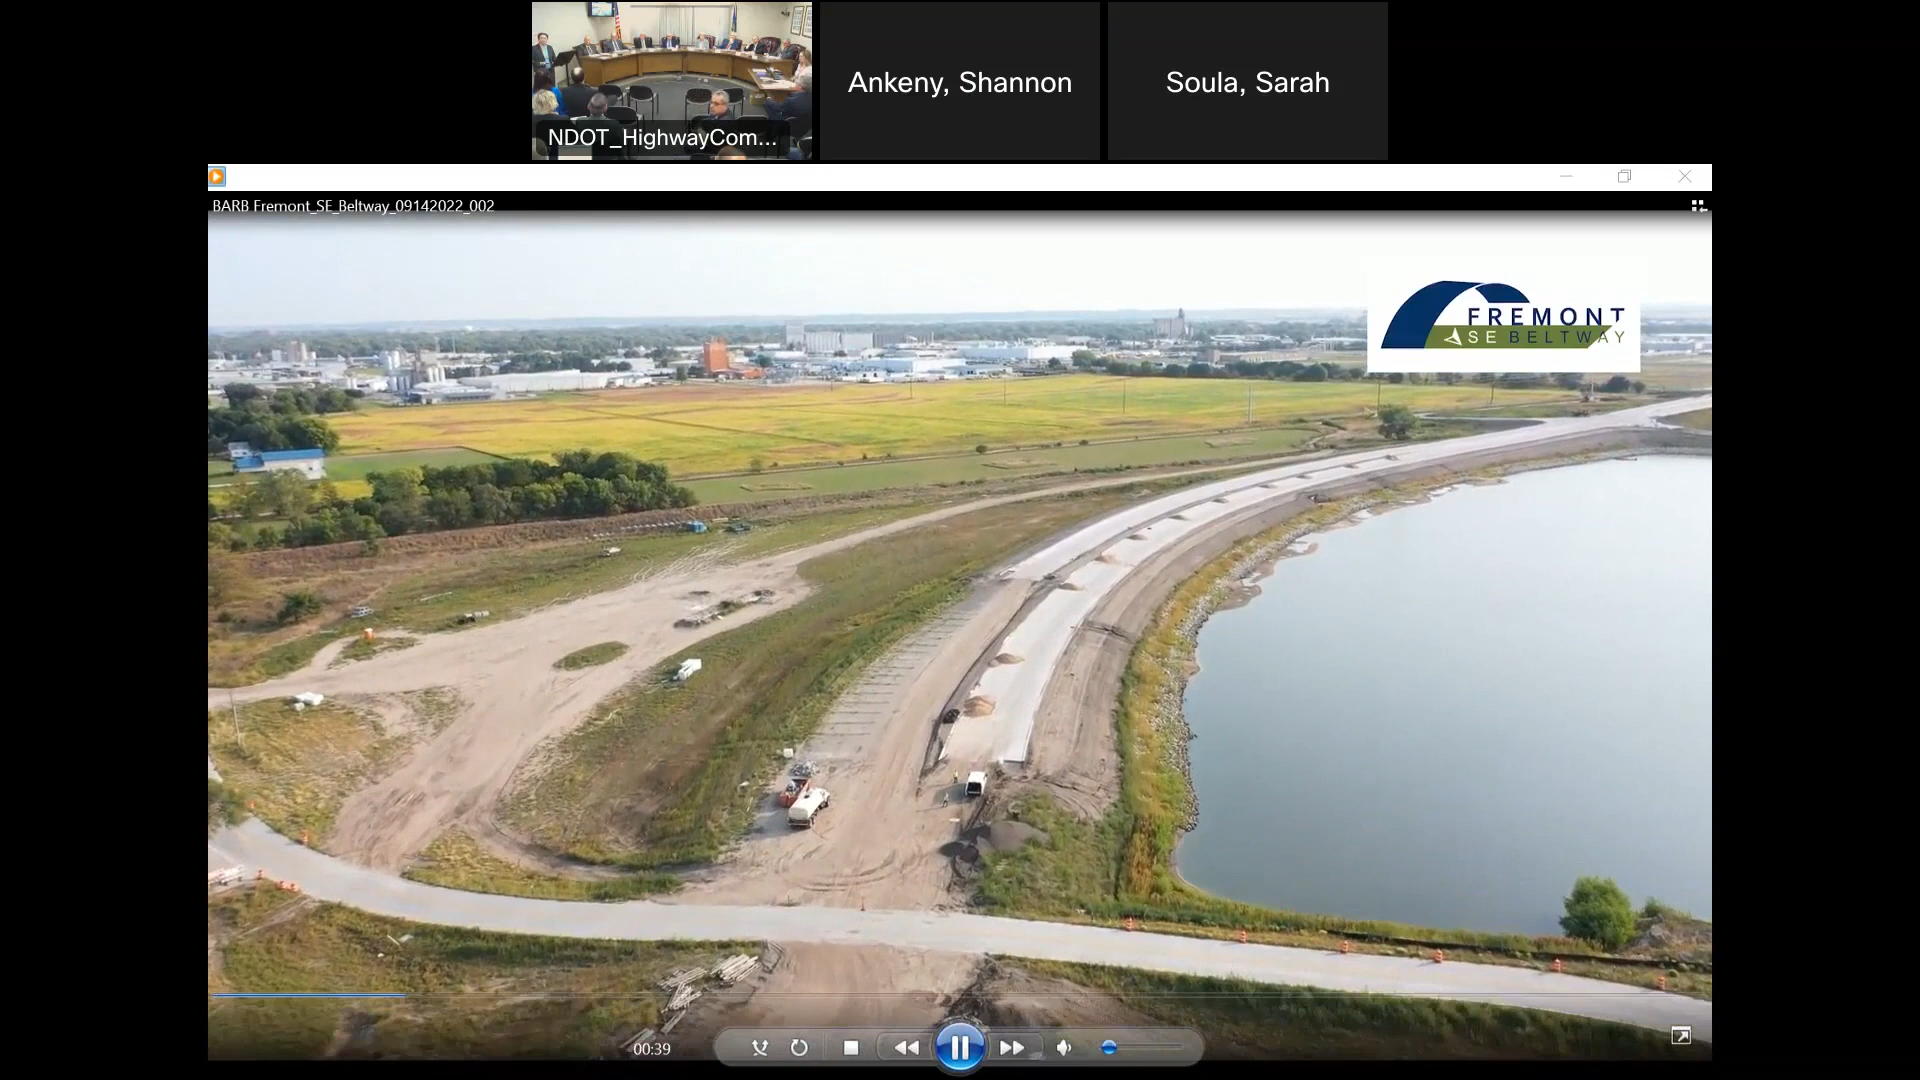 NDOT_HighwayCom...
Ankeny, Shannon
Soula, Sarah
BARB Fremont_SE_Beltway_09142022_002
FREMONT
SE BELTWAY
00:39